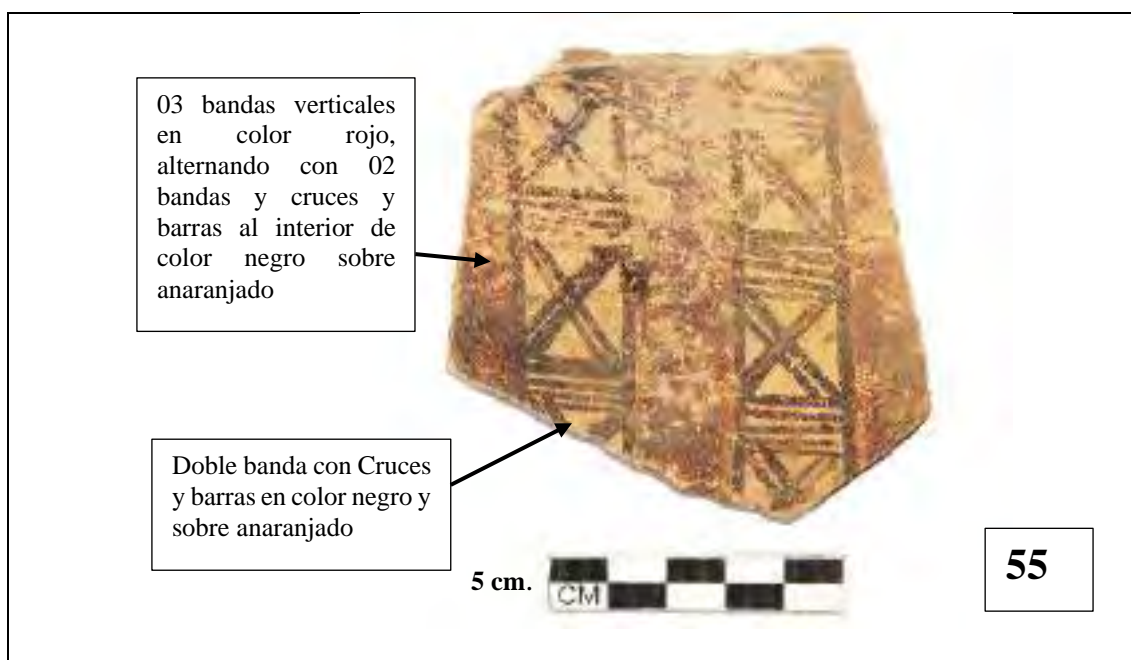 03 bandas verticales
en color rojo,
alternando con 02
bandas y cruces y
barras al interior de
color negro sobre
anaranjado
Doble banda con Cruces
y barras en color negro y
sobre anaranjado
5 cm.
CM
55